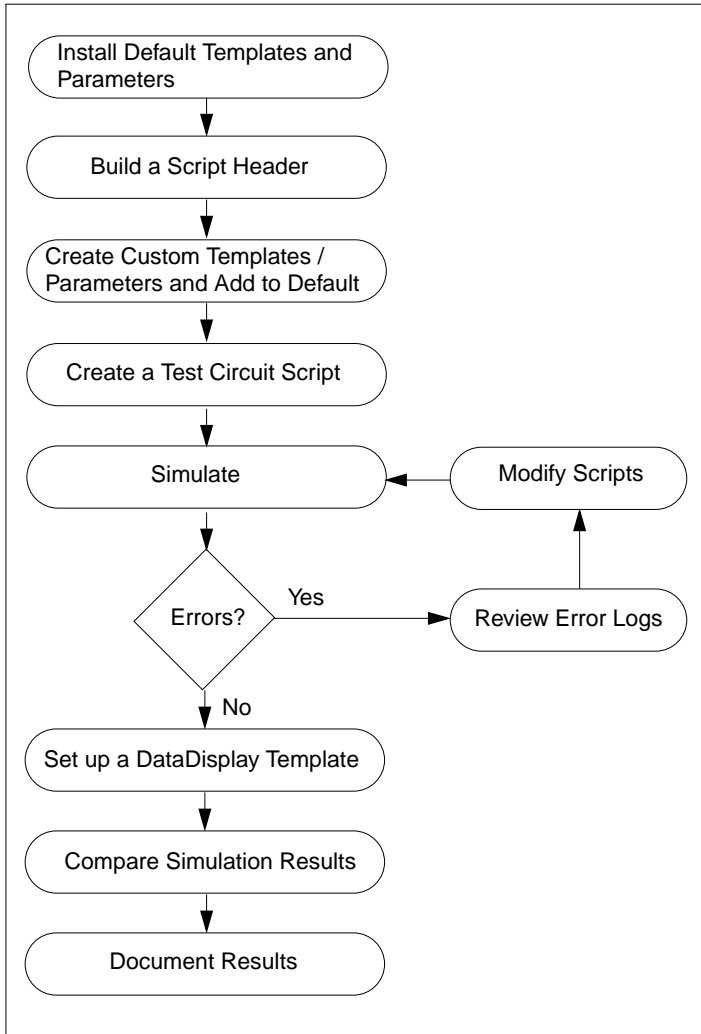 Install Default Templates and
Parameters
Build a Script Header
Create Custom Templates /
Parameters and Add to Default
Create a Test Circuit Script
Simulate
Modify Scripts
Errors?
Yes
Review Error Logs
No
Set up a DataDisplay Template
Compare Simulation Results
Document Results